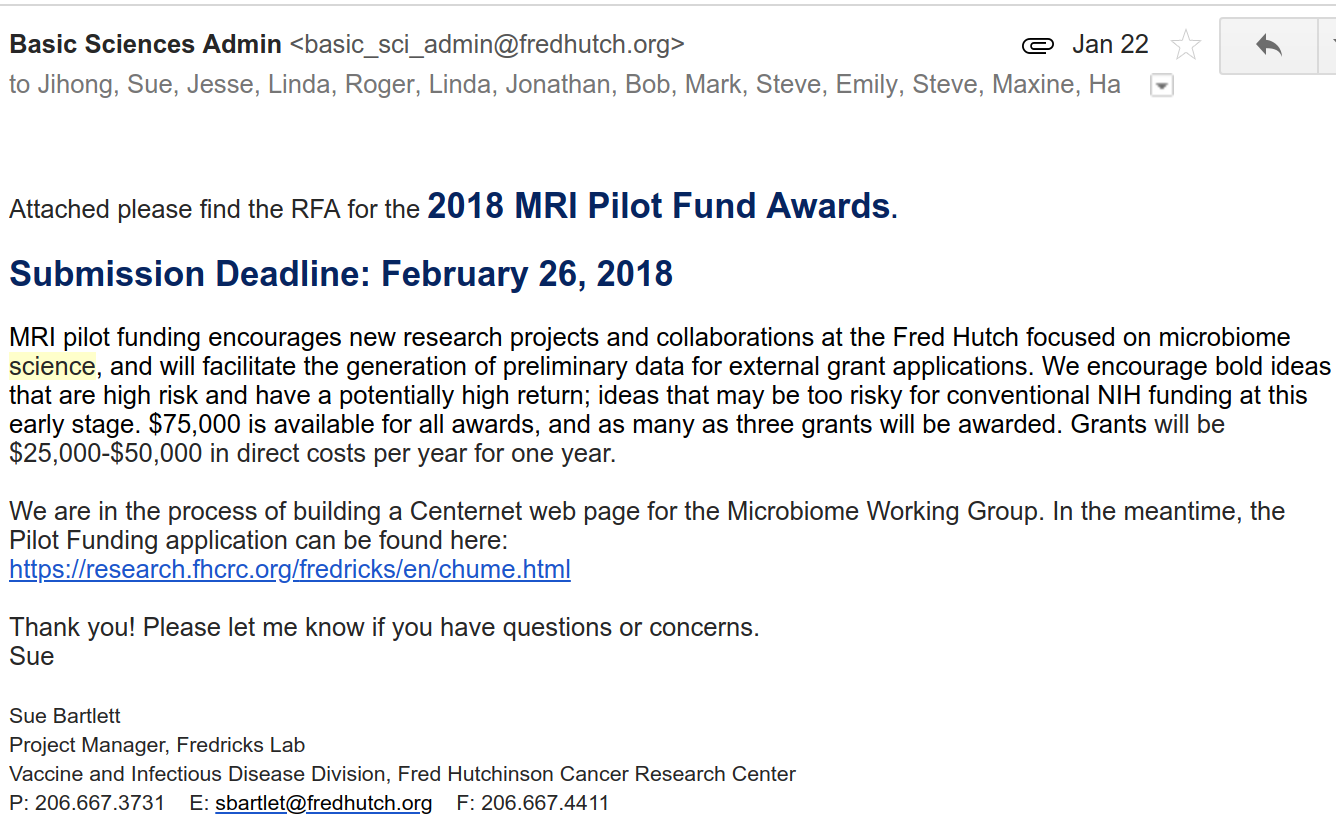 Basic Sciences Admin <basic_sci_admin@fredhutch.org> Jan 22
to Jihong, Sue, Jesse, Linda, Roger, Linda, Jonathan, Bob, Mark, Steve, Emily, Steve, Maxine, Ha
Attached please find the RFA for the 2018 MRI Pilot Fund Awards.
Submission Deadline: February 26, 2018
MRI pilot funding encourages new research projects and collaborations at the Fred Hutch focused on microbiome
science, and will facilitate the generation of preliminary data for external grant applications. We encourage bold ideas
that are high risk and have a potentially high return; ideas that may be too risky for conventional NIH funding at this
early stage. $75,000 is available for all awards, and as many as three grants will be awarded. Grants will be
$25,000-$50,000 in direct costs per year for one year.
We are in the process of building a Centernet web page for the Microbiome Working Group. In the meantime, the
Pilot Funding application can be found here:
https://research.fhcrc.org/fredricks/en/chume.html
Thank you! Please let me know if you have questions or concerns.
Sue
Sue Bartlett
Project Manager, Fredricks Lab
Vaccine and Infectious Disease Division, Fred Hutchinson Cancer Research Center
P: 206.667.3731 E: sbartlet@fredhutch.org F: 206.667.4411